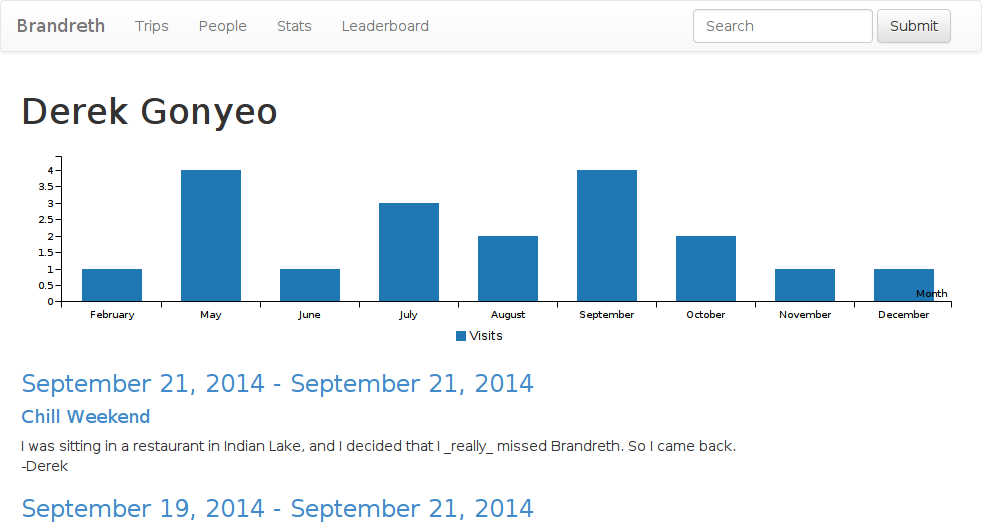 Brandreth Trips People Stats Leaderboard Search Submit
Derek Gonyeo
4
3.5
3
2.5
2
1.5
1
0.5
0
Month
February May June July August September October November December
Visits
September 21, 2014 - September 21, 2014
Chill Weekend
I was sitting in a restaurant in Indian Lake, and I decided that I _really_ missed Brandreth. So I came back.
-Derek
September 19, 2014 - September 21, 2014